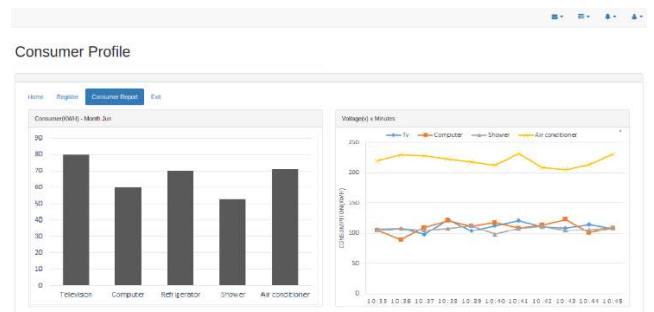 Consumer Profile
Home Register Consumer Report Exit
Consumer(KWH) - Month Jun
90
80
70
60
50
40
30
20
10
0
Television Computer Refrigerator Shower Air conditioner
Voltage(v) x Minutes
Tv Computer Shower Air conditioner
250
200
150
100
50
0
CONSUMPTION(KWH)
10:35 10:36 10:37 10:38 10:39 10:40 10:41 10:42 10:43 10:44 10:45